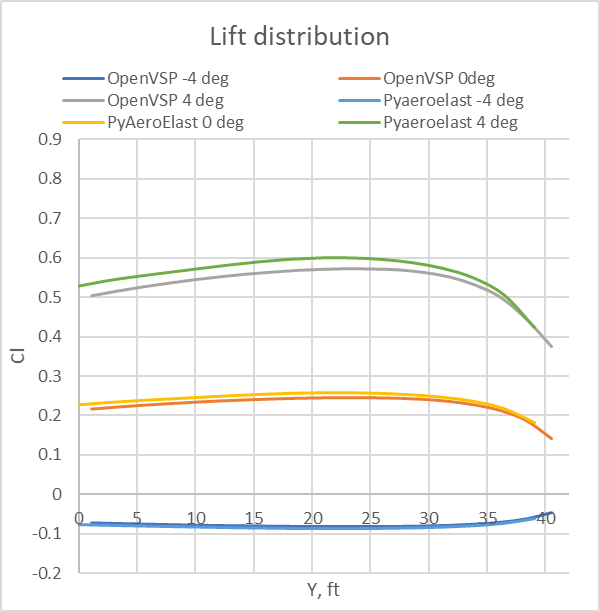 Lift distribution
OpenVSP -4 deg OpenVSP 0deg
OpenVSP 4 deg Pyaeroelast -4 deg
PyAeroElast 0 deg Pyaeroelast 4 deg
0.9
0.8
0.7
0.6
0.5
0.4
0.3
0.2
0.1
0
0 5 10 15 20 25 30 35 40
-0.1
-0.2
Cl
Y, ft